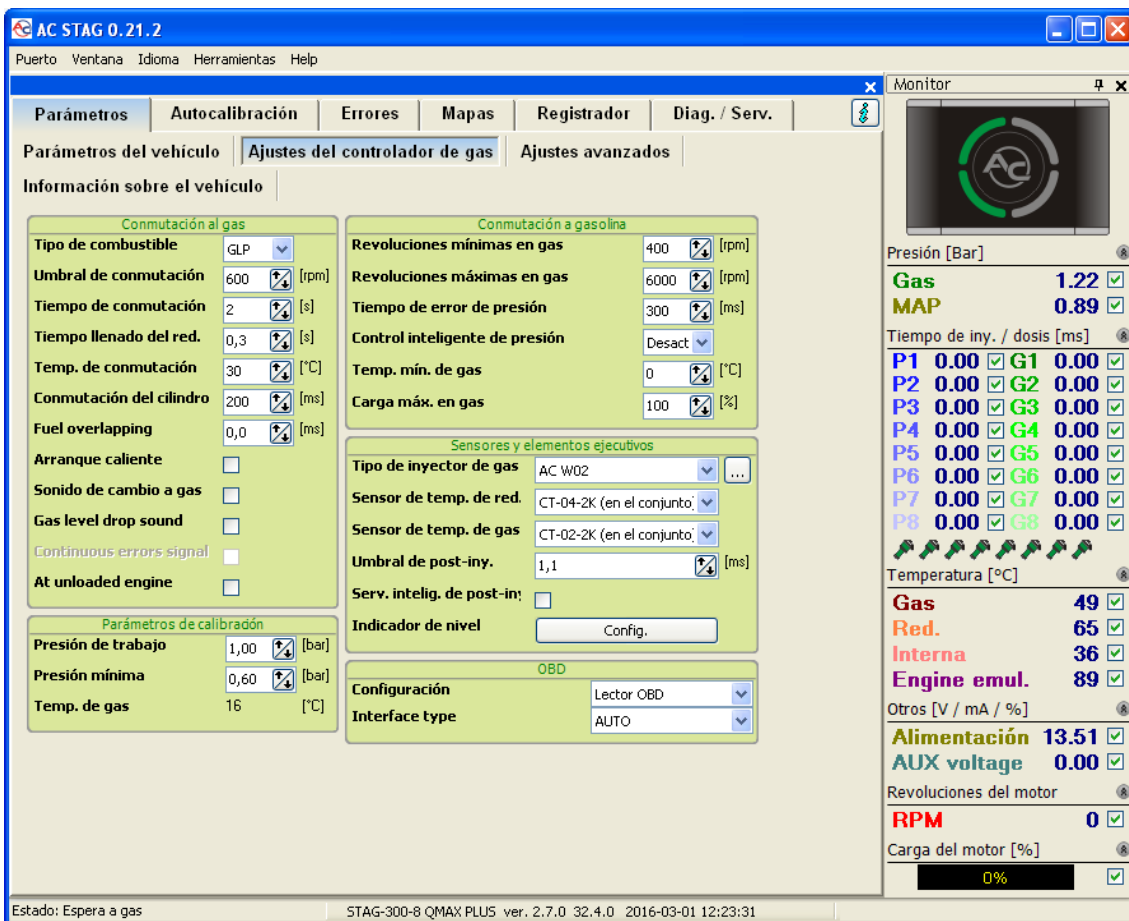 AC STAG 0.21.2
Puerto Ventana Idioma Herramientas Help
Parámetros Autocalibración Errores Mapas Registrador Diag. / Serv.
Parámetros del vehículo Ajustes del controlador de gas Ajustes avanzados
Información sobre el vehículo
Conmutación al gas
Tipo de combustible GLP
Umbral de conmutación 600 [rpm]
Tiempo de conmutación 2 [s]
Tiempo llenado del red. 0,3 [s]
Temp. de conmutación 30 [°C]
Conmutación del cilindro 200 [ms]
Fuel overlapping 0,0 [ms]
Arranque caliente
Sonido de cambio a gas
Gas level drop sound
Continuous errors signal
At unloaded engine
Parámetros de calibración
Presión de trabajo 1,00 [bar]
Presión mínima 0,60 [bar]
Temp. de gas 16 [°C]
Conmutación a gasolina
Revoluciones mínimas en gas 400 [rpm]
Revoluciones máximas en gas 6000 [rpm]
Tiempo de error de presión 300 [ms]
Control inteligente de presión Desact
Temp. mín. de gas 0 [°C]
Carga máx. en gas 100 [%]
Sensores y elementos ejecutivos
Tipo de inyector de gas AC W02 ...
Sensor de temp. de red. CT-04-2K (en el conjunto)
Sensor de temp. de gas CT-02-2K (en el conjunto)
Umbral de post-iny. 1,1 [ms]
Serv. intelig. de post-iny
Indicador de nivel Config.
OBD
Configuración Lector OBD
Interface type AUTO
Monitor
AC
Presión [Bar]
Gas 1.22
MAP 0.89
Tiempo de iny. / dosis [ms]
P1 0.00 G1 0.00
P2 0.00 G2 0.00
P3 0.00 G3 0.00
P4 0.00 G4 0.00
P5 0.00 G5 0.00
P6 0.00 G6 0.00
P7 0.00 G7 0.00
P8 0.00 G8 0.00
Temperatura [ºC]
Gas 49
Red. 65
Interna 36
Engine emul. 89
Otros [V / mA / %]
Alimentación 13.51
AUX voltage 0.00
Revoluciones del motor
RPM 0
Carga del motor [%]
0%
Estado: Espera a gas STAG-300-8 QMAX PLUS ver. 2.7.0 32.4.0 2016-03-01 12:23:31